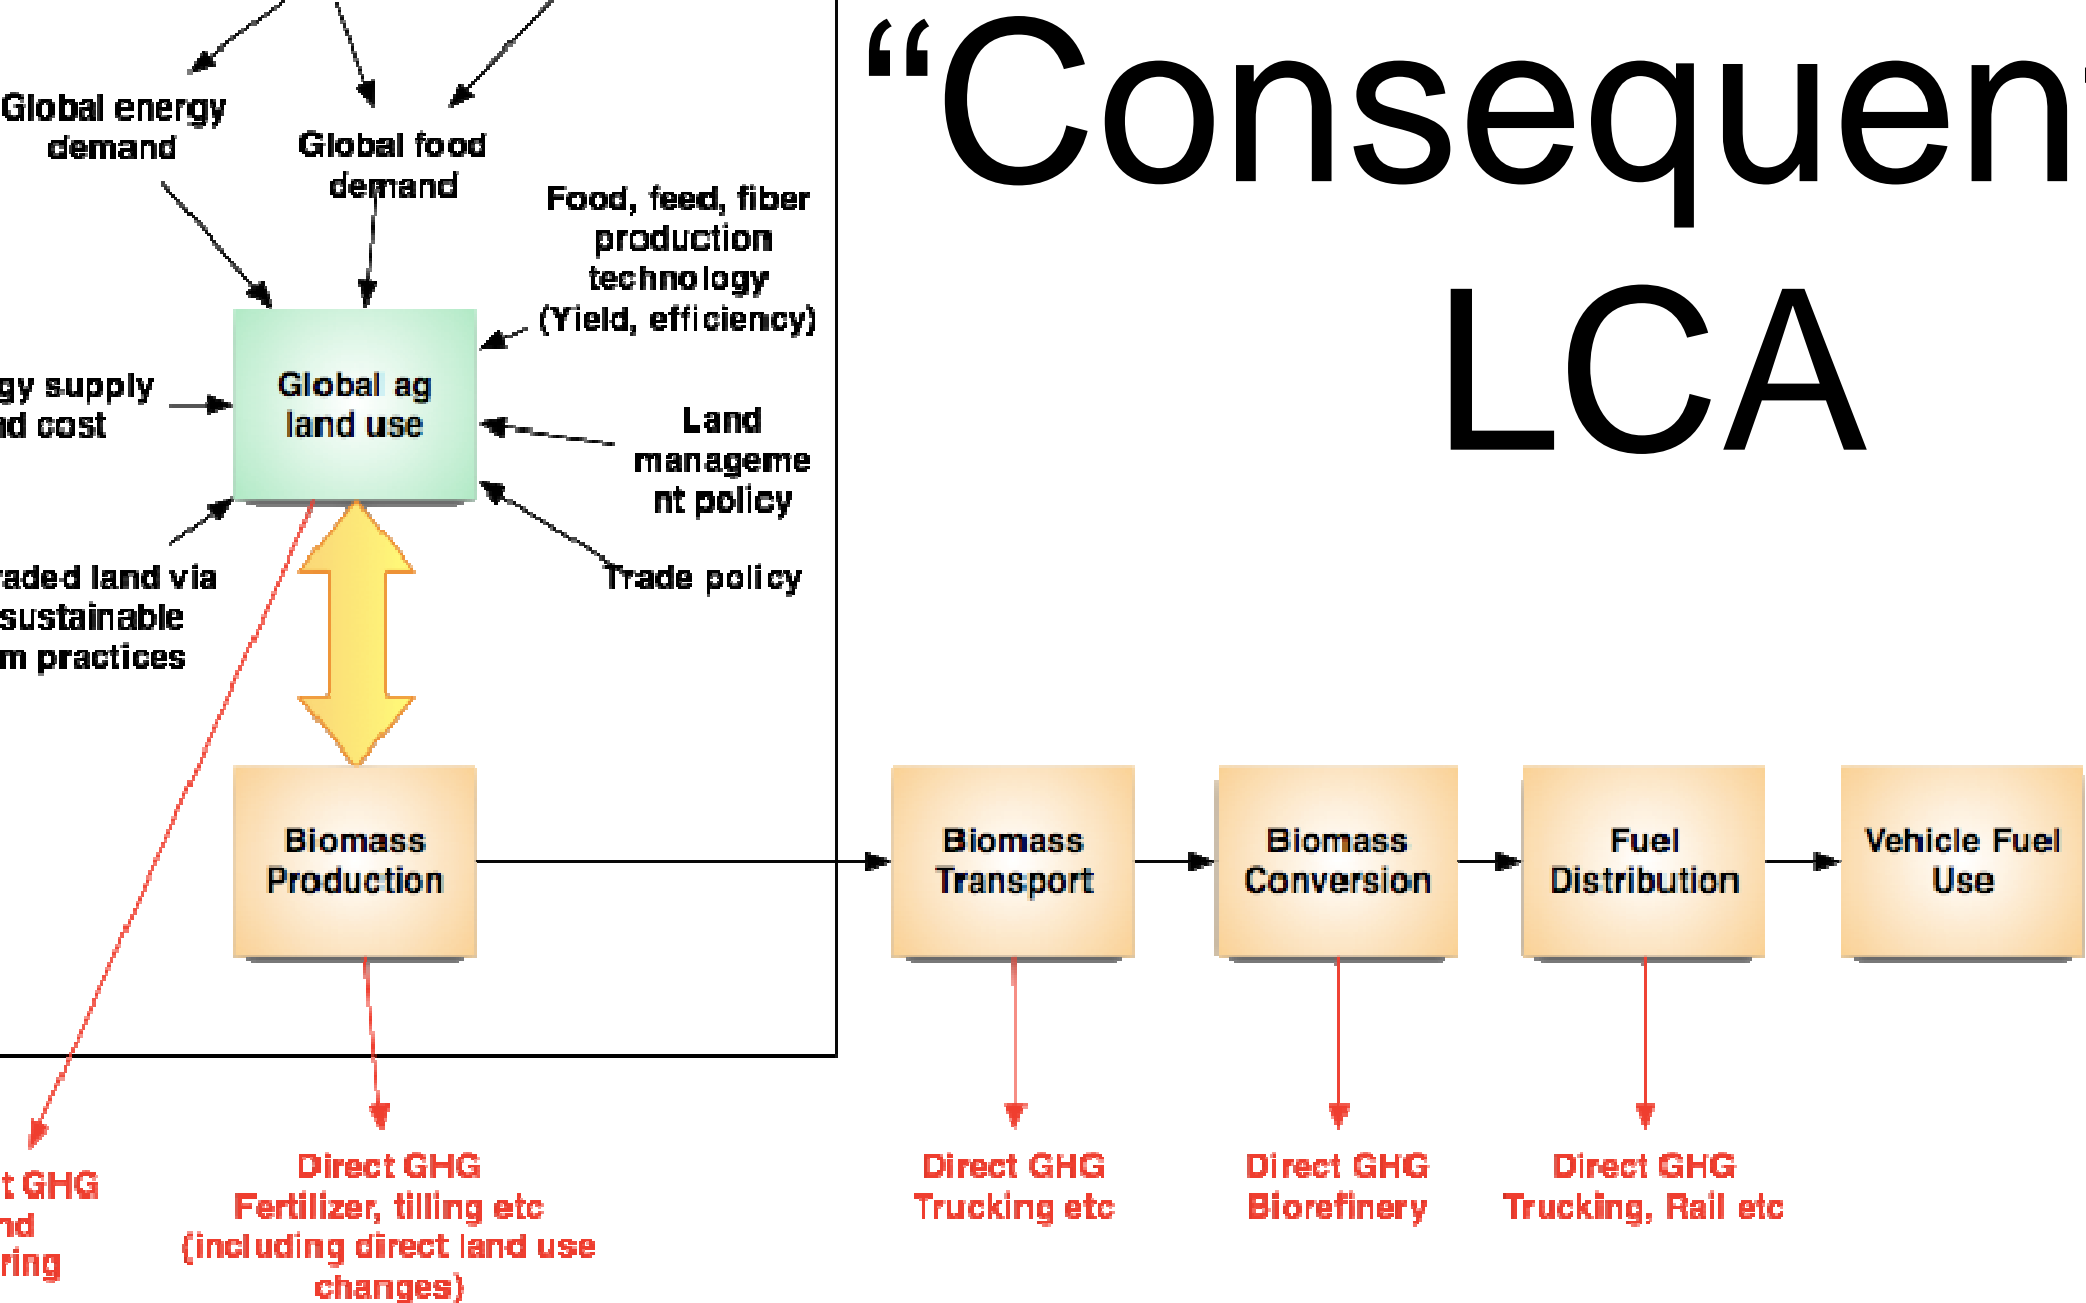 “Consequent
LCA
Global energy
demand
Global food
demand
Food, feed, fiber
production
technology
(Yield, efficiency)
gy supply
nd cost
Global ag
land use
Land
manageme
nt policy
Trade policy
raded land via
sustainable
m practices
Biomass
Production
Biomass
Transport
Biomass
Conversion
Fuel
Distribution
Vehicle Fuel
Use
t GHG
nd
ring
Direct GHG
Fertilizer, tilling etc
(including direct land use
changes)
Direct GHG
Trucking etc
Direct GHG
Biorefinery
Direct GHG
Trucking, Rail etc